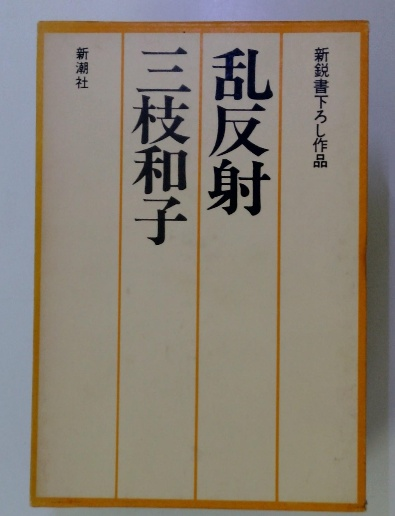 新鋭書下ろし作品
乱反射
三枝和子
新潮社